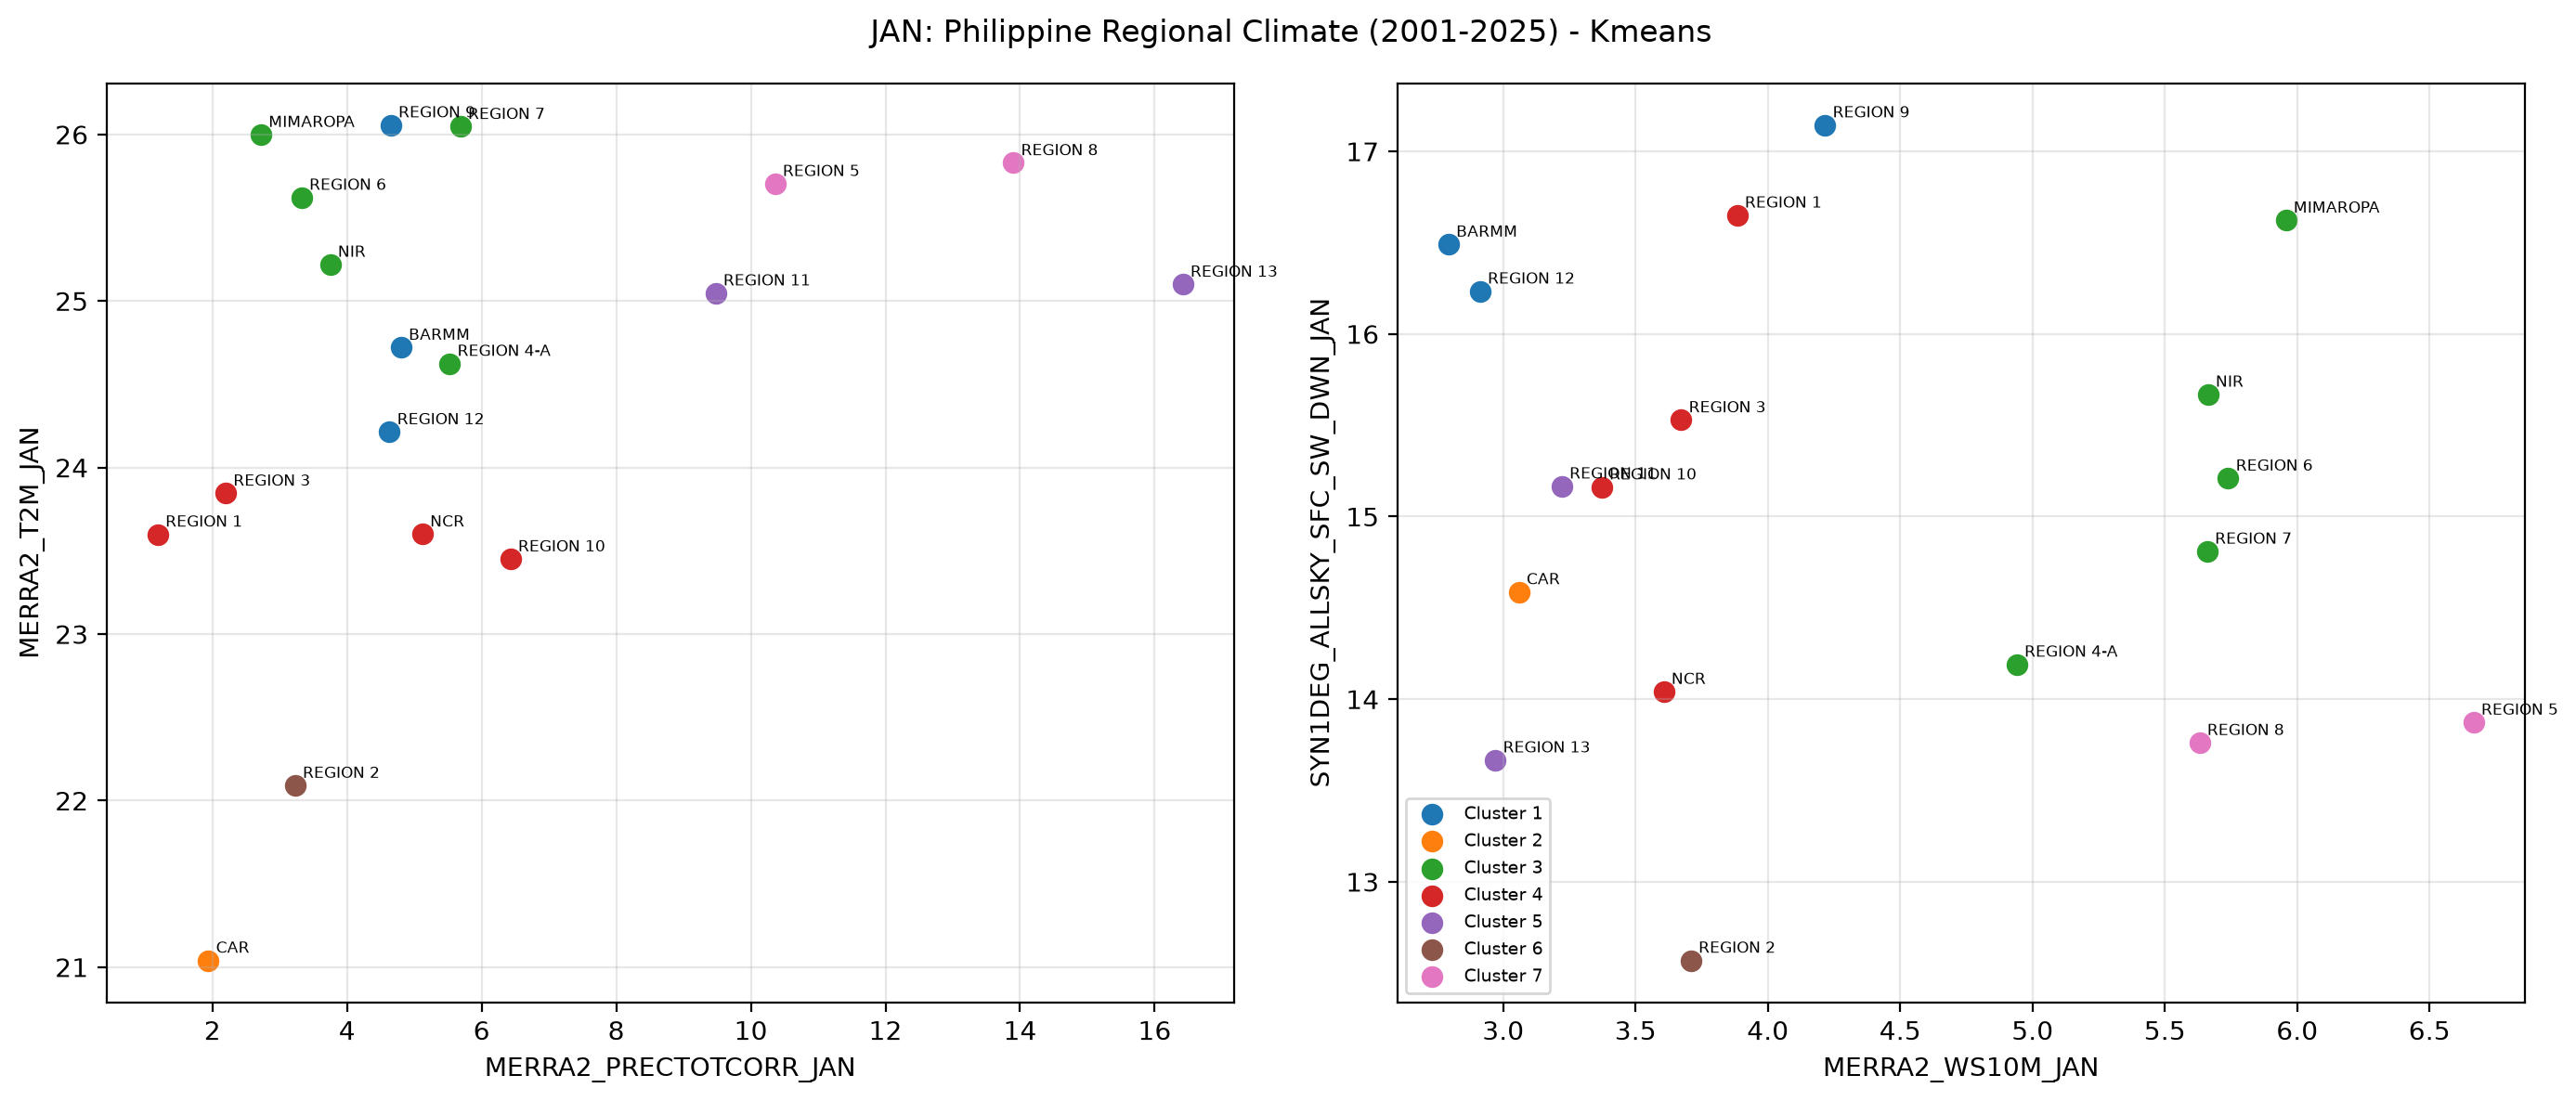 JAN: Philippine Regional Climate (2001-2025) - Kmeans
MERRA2_T2M_JAN
26
25
24
23
22
21
MIMAROPA
REGION 9
REGION 7
REGION 6
NIR
REGION 8
REGION 5
REGION 11
REGION 13
BARMM
REGION 4-A
REGION 12
REGION 3
REGION 1
NCR
REGION 10
REGION 2
CAR
2
4
6
8
10
12
14
16
MERRA2_PRECTOTCORR_JAN
SYN1DEG_ALLSKY_SFC_SW_DWN_JAN
17
16
15
14
13
REGION 9
REGION 1
MIMAROPA
BARMM
REGION 12
NIR
REGION 3
REGION 6
REGION 11
REGION 10
REGION 7
CAR
REGION 4-A
NCR
REGION 5
REGION 8
REGION 13
REGION 2
Cluster 1
Cluster 2
Cluster 3
Cluster 4
Cluster 5
Cluster 6
Cluster 7
3.0
3.5
4.0
4.5
5.0
5.5
6.0
6.5
MERRA2_WS10M_JAN